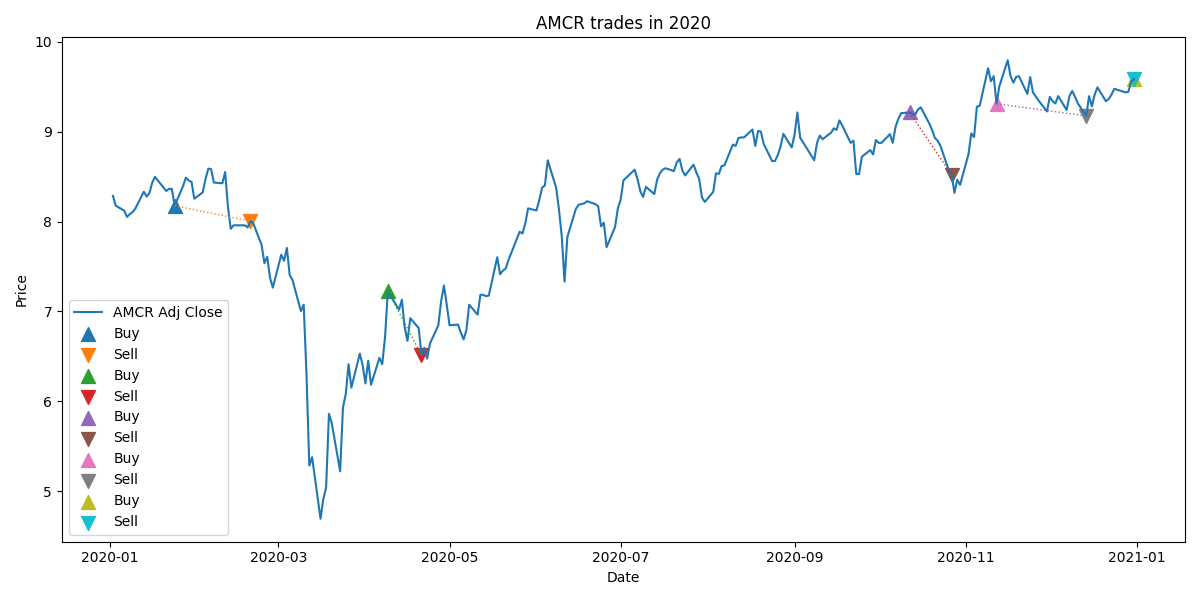 AMCR trades in 2020
10
9
8
7
6
5
Price
AMCR Adj Close
Buy
Sell
Buy
Sell
Buy
Sell
Buy
Sell
Buy
Sell
2020-01
2020-03
2020-05
2020-07
2020-09
2020-11
2021-01
Date